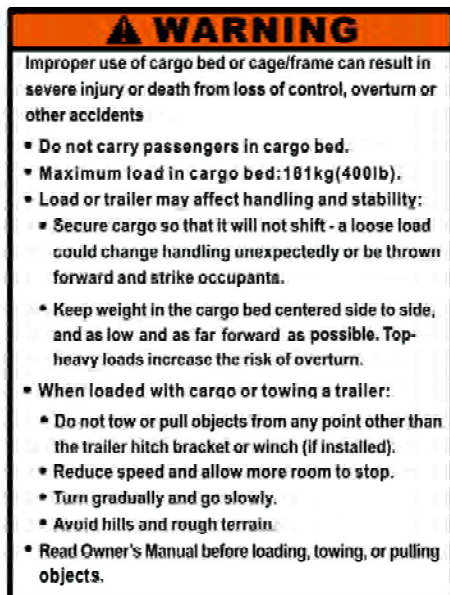 WARNING
Improper use of cargo bed or cage/frame can result in
severe injury or death from loss of control, overturn or
other accidents
• Do not carry passengers in cargo bed.
• Maximum load in cargo bed:181kg(400lb).
• Load or trailer may affect handling and stability:
• Secure cargo so that it will not shift - a loose load
could change handling unexpectedly or be thrown
forward and strike occupants.
• Keep weight in the cargo bed centered side to side,
and as low and as far forward as possible. Top-
heavy loads increase the risk of overturn.
• When loaded with cargo or towing a trailer:
• Do not tow or pull objects from any point other than
the trailer hitch bracket or winch (if installed).
• Reduce speed and allow more room to stop.
• Turn gradually and go slowly.
• Avoid hills and rough terrain.
• Read Owner's Manual before loading, towing, or pulling
objects.